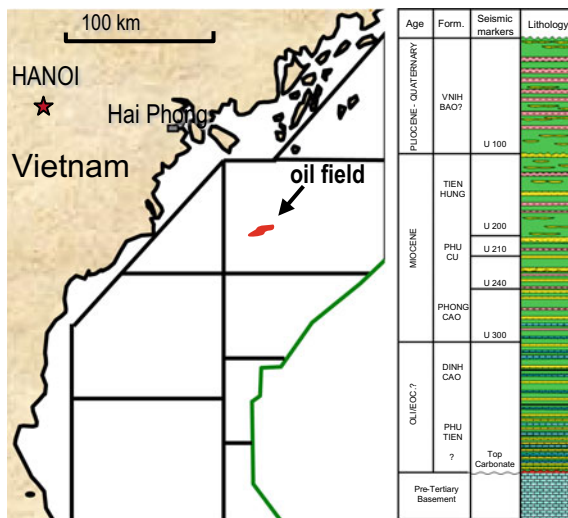 100 km
HANOI
Hai Phong
Vietnam
oil field
Age
Form.
Seismic
markers
Lithology
PLIOCENE - QUATERNARY
VNIH
BAO?
U 100
MIOCENE
TIEN
HUNG
U 200
PHU
CU
U 210
U 240
PHONG
CAO
U 300
OLI/EOC.?
DINH
CAO
PHU
TIEN
?
Top
Carbonate
Pre-Tertiary
Basement